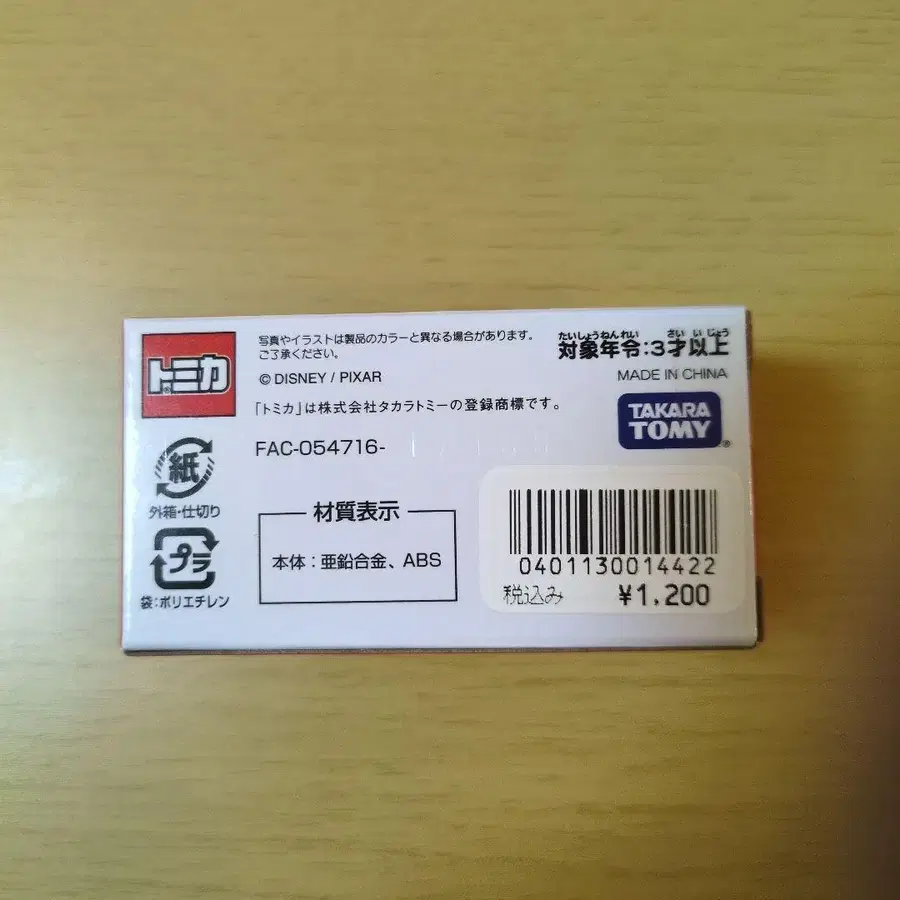 トミカ®
写真やイラストは製品のカラーと異なる場合があります。
ご了承ください。
© DISNEY / PIXAR
「トミカ」は株式会社タカラトミーの登録商標です。
FAC-054716-
たいしょうねんれい さい い じょう
対象年令:3才以上
MADE IN CHINA
TAKARA
TOMY®
紙
外箱・仕切り
プラ
袋:ポリエチレン
材質表示
本体:亜鉛合金、ABS
0401130014422
税込み ¥1,200